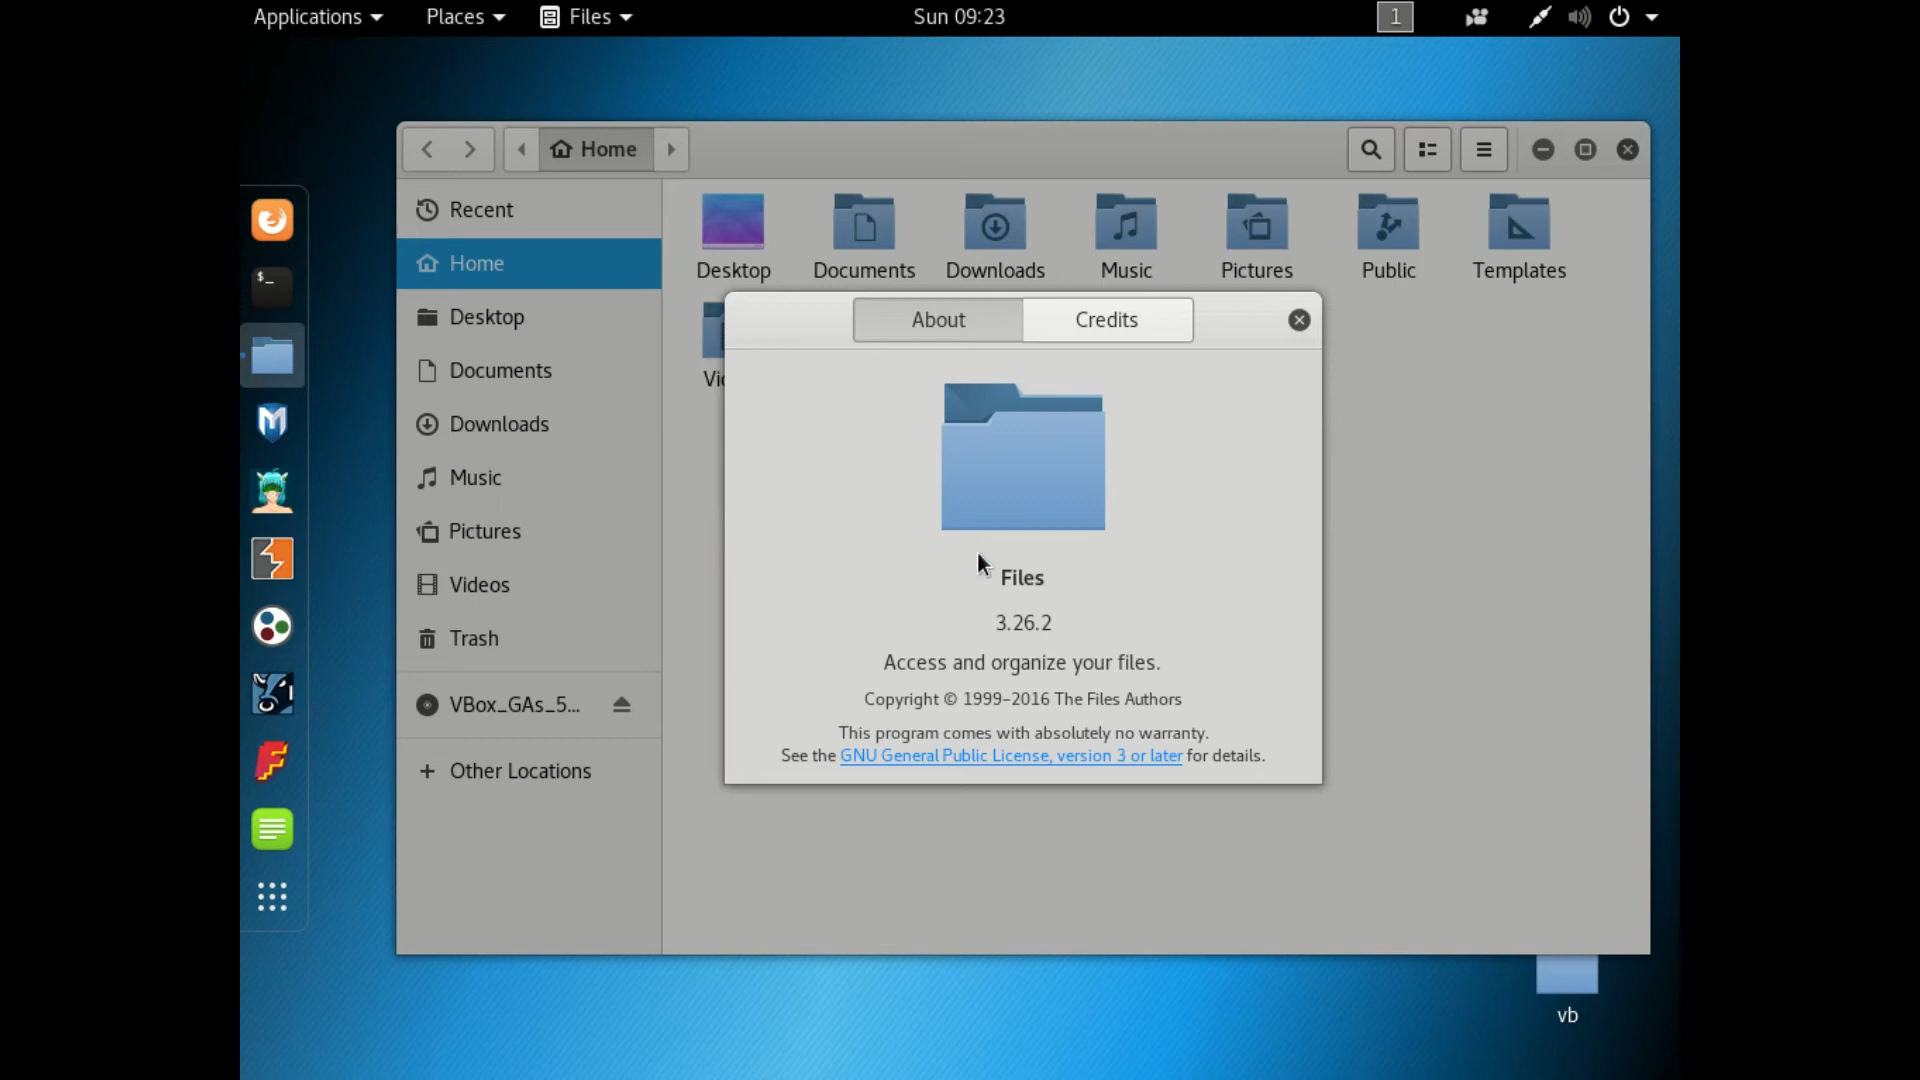 Applications
Places
Files
Sun 09:23
1
Home
Recent
Home
Desktop
Documents
Downloads
Music
Pictures
Videos
Trash
VBox_GAs_5...
Other Locations
Desktop
Documents
Downloads
Music
Pictures
Public
Templates
About
Credits
Files
3.26.2
Access and organize your files.
Copyright © 1999–2016 The Files Authors
This program comes with absolutely no warranty.
See the GNU General Public License, version 3 or later for details.
vb